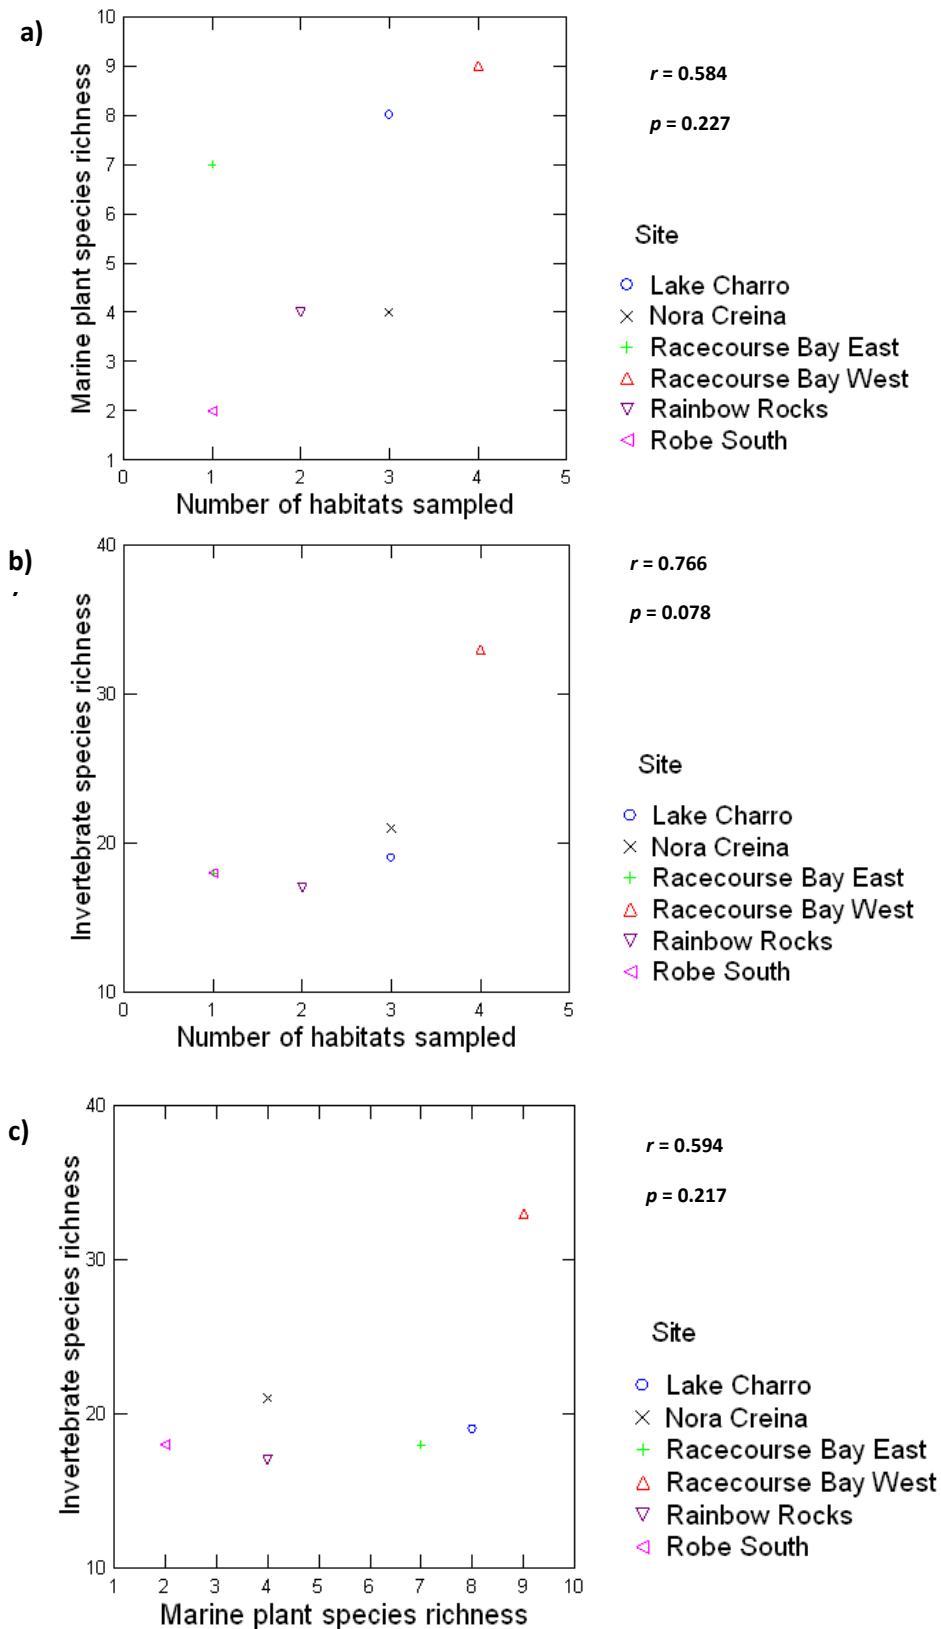 a)
r = 0.584
p = 0.227
Marine plant species richness
10
9
8
7
6
5
4
3
2
1
0 1 2 3 4 5
Number of habitats sampled
Site
Lake Charro
Nora Creina
Racecourse Bay East
Racecourse Bay West
Rainbow Rocks
Robe South
b)
r = 0.766
p = 0.078
Invertebrate species richness
40
30
20
10
0 1 2 3 4 5
Number of habitats sampled
Site
Lake Charro
Nora Creina
Racecourse Bay East
Racecourse Bay West
Rainbow Rocks
Robe South
c)
r = 0.594
p = 0.217
Invertebrate species richness
40
30
20
10
1 2 3 4 5 6 7 8 9 10
Marine plant species richness
Site
Lake Charro
Nora Creina
Racecourse Bay East
Racecourse Bay West
Rainbow Rocks
Robe South